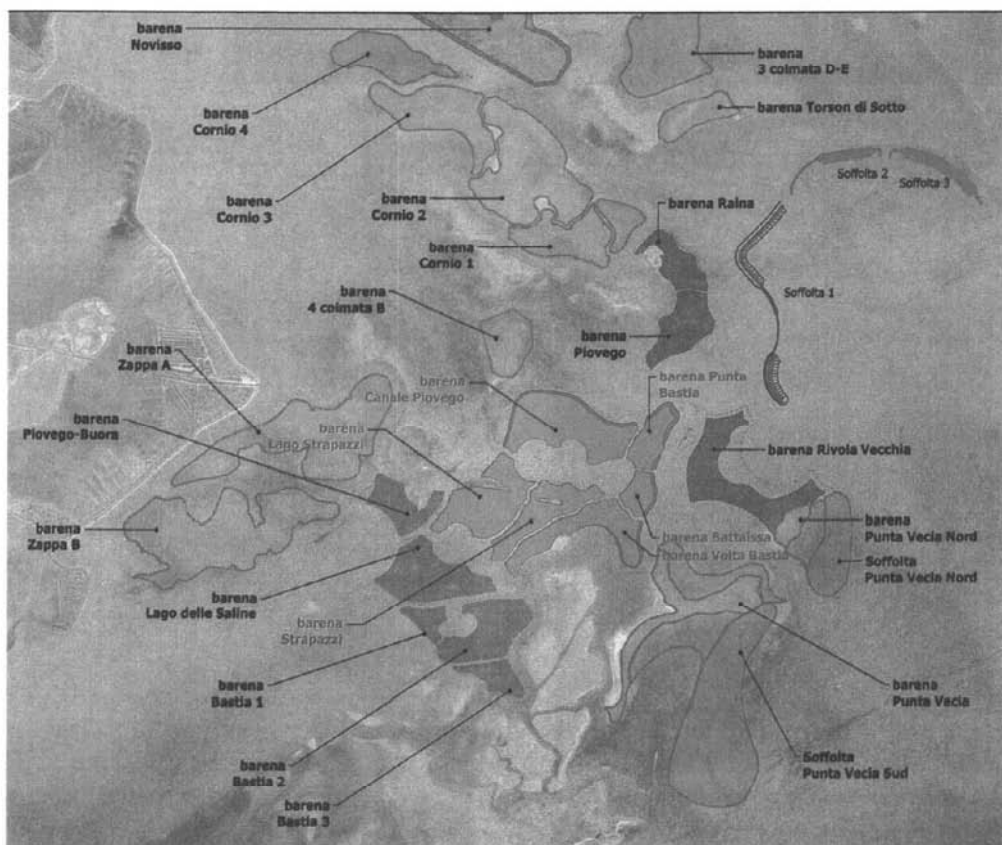 barena
Novisso
barena
3 colmata D-E
barena
Cornio 4
barena Torson di Sotto
Soffolta 2
Soffolta 3
barena
Cornio 3
barena
Cornio 2
barena Raina
barena
Cornio 1
Soffolta 1
barena
4 colmata B
barena
Piovego
barena
Zappa A
barena
Canale Piovego
barena Punta
Bastia
barena
Piovego-Buora
barena
Lago Strapazzi
barena Rivola Vecchia
barena
Zappa B
barena Battaissa
barena Volta Bastia
barena
Punta Vecia Nord
Soffolta
Punta Vecia Nord
barena
Lago delle Saline
barena
Strapazzi
barena
Bastia 1
barena
Punta Vecia
barena
Bastia 2
Soffolta
Punta Vecia Sud
barena
Bastia 3